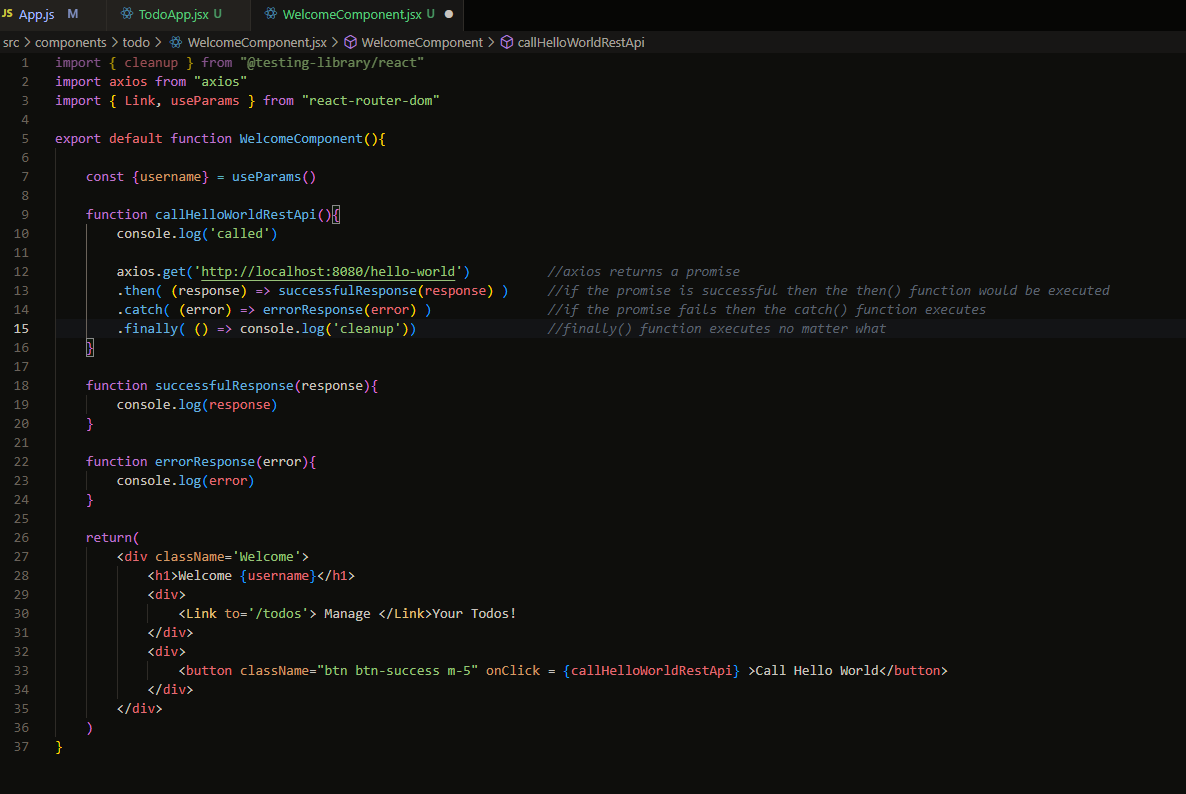 JS App.js M TodoApp.jsx U WelcomeComponent.jsx U
src > components > todo > WelcomeComponent.jsx > WelcomeComponent > callHelloWorldRestApi
1 import { cleanup } from "@testing-library/react"
2 import axios from "axios"
3 import { Link, useParams } from "react-router-dom"
4
5 export default function WelcomeComponent(){
6
7 const {username} = useParams()
8
9 function callHelloWorldRestApi(){
10 console.log('called')
11
12 axios.get('http://localhost:8080/hello-world') //axios returns a promise
13 .then( (response) => successfulResponse(response) ) //if the promise is successful then the then() function would be executed
14 .catch( (error) => errorResponse(error) ) //if the promise fails then the catch() function executes
15 .finally( () => console.log('cleanup')) //finally() function executes no matter what
16 }
17
18 function successfulResponse(response){
19 console.log(response)
20 }
21
22 function errorResponse(error){
23 console.log(error)
24 }
25
26 return(
27 <div className='Welcome'>
28 <h1>Welcome {username}</h1>
29 <div>
30 <Link to='/todos'> Manage </Link>Your Todos!
31 </div>
32 <div>
33 <button className="btn btn-success m-5" onClick = {callHelloWorldRestApi} >Call Hello World</button>
34 </div>
35 </div>
36 )
37 }